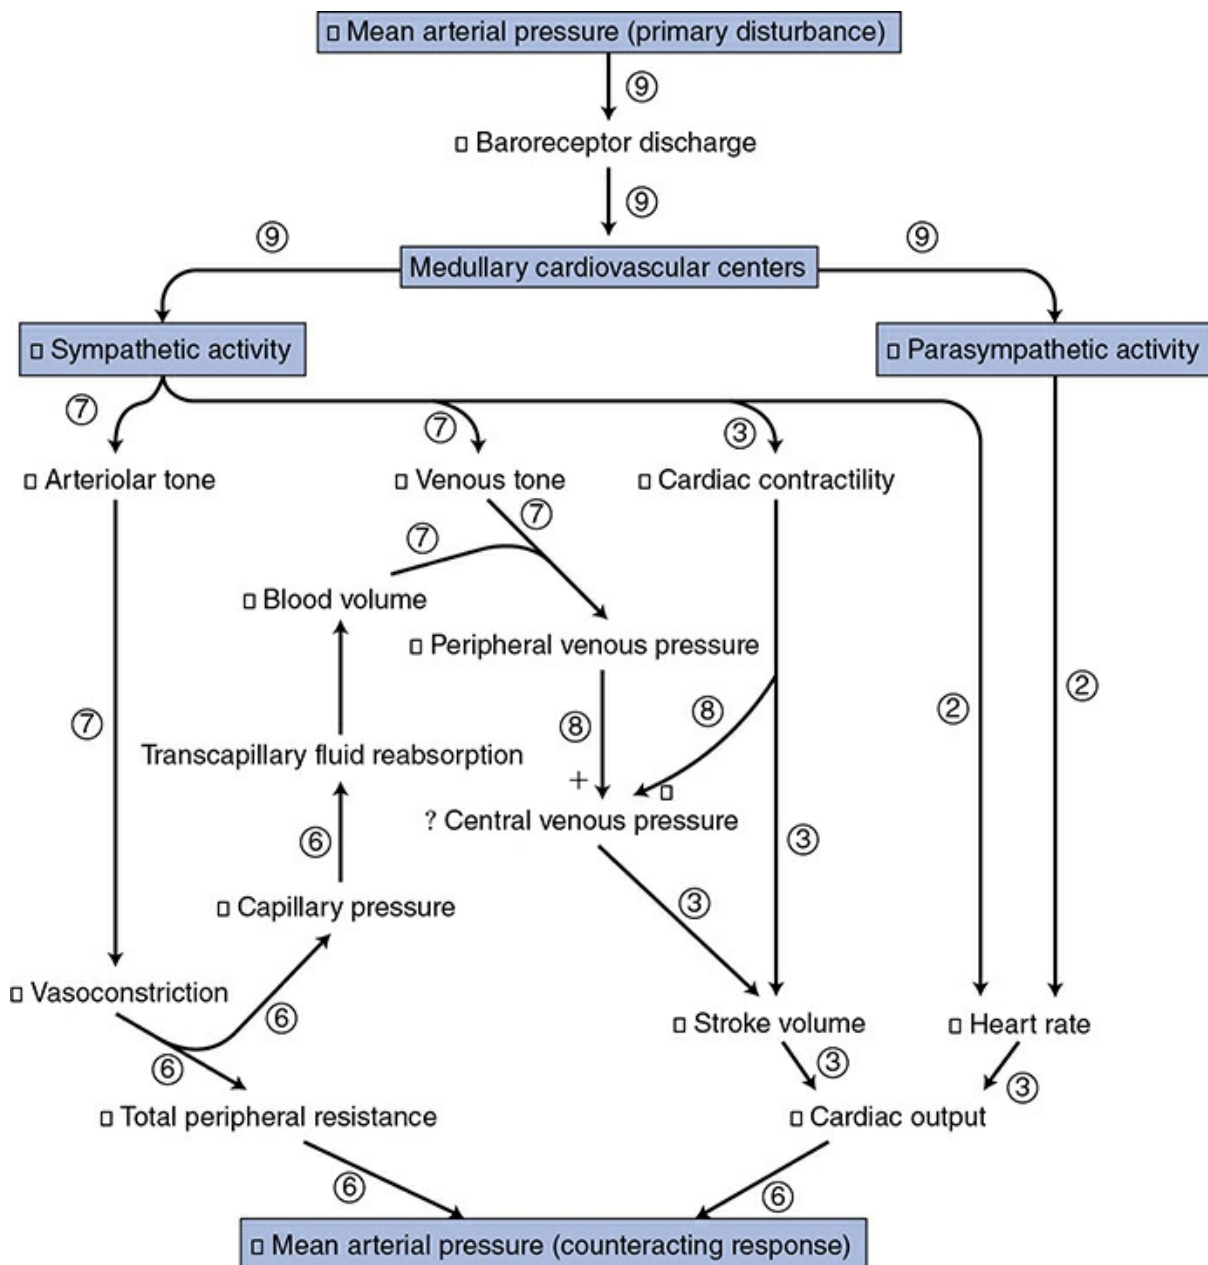 ▯ Mean arterial pressure (primary disturbance)
⑨
▯ Baroreceptor discharge
⑨
⑨
⑨
Medullary cardiovascular centers
▯ Sympathetic activity
▯ Parasympathetic activity
⑦
⑦
③
▯ Arteriolar tone
▯ Venous tone
▯ Cardiac contractility
⑦
⑦
▯ Blood volume
▯ Peripheral venous pressure
⑦
⑧
⑧
②
②
Transcapillary fluid reabsorption
+
▯
? Central venous pressure
⑥
③
③
▯ Capillary pressure
▯ Vasoconstriction
⑥
▯ Stroke volume
▯ Heart rate
⑥
③
③
▯ Total peripheral resistance
▯ Cardiac output
⑥
⑥
▯ Mean arterial pressure (counteracting response)